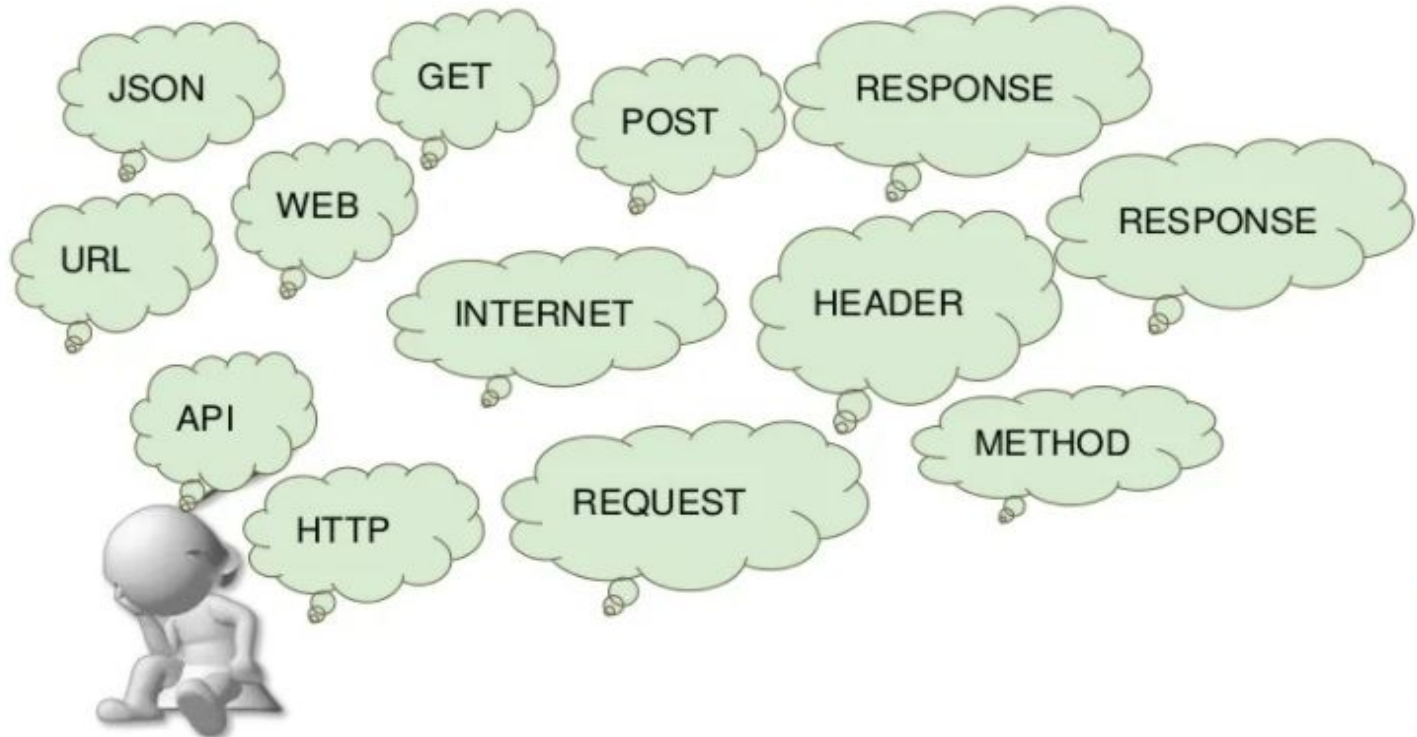 JSON
GET
POST
RESPONSE
URL
WEB
INTERNET
HEADER
RESPONSE
API
HTTP
REQUEST
METHOD